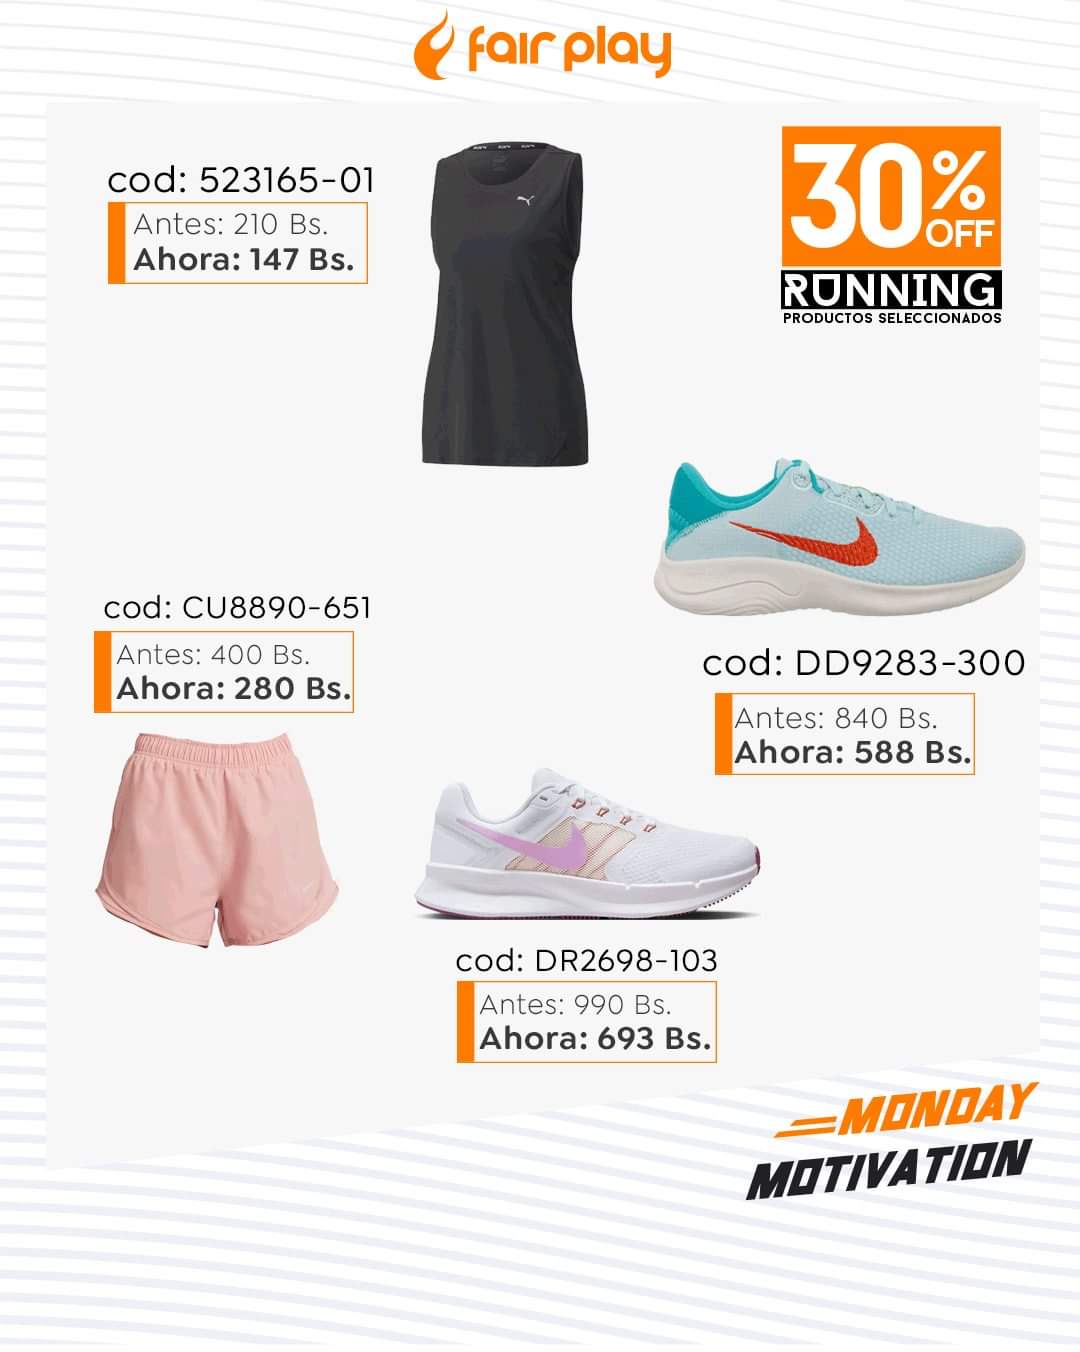 fair play
cod: 523165-01
Antes: 210 Bs.
Ahora: 147 Bs.
30% OFF
RUNNING
PRODUCTOS SELECCIONADOS
cod: CU8890-651
Antes: 400 Bs.
Ahora: 280 Bs.
cod: DD9283-300
Antes: 840 Bs.
Ahora: 588 Bs.
cod: DR2698-103
Antes: 990 Bs.
Ahora: 693 Bs.
MONDAY
MOTIVATION